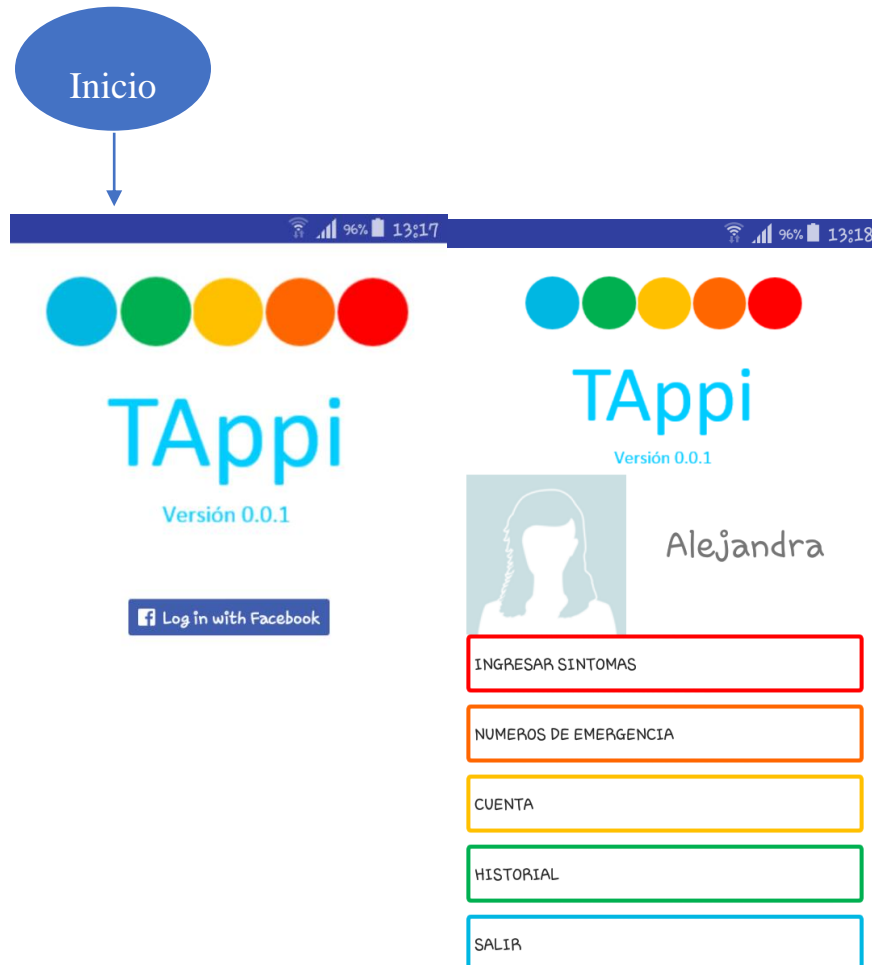 Inicio
96% 13:17
TAppi
Versión 0.0.1
Log in with Facebook
96% 13:18
TAppi
Versión 0.0.1
Alejandra
INGRESAR SINTOMAS
NUMEROS DE EMERGENCIA
CUENTA
HISTORIAL
SALIR